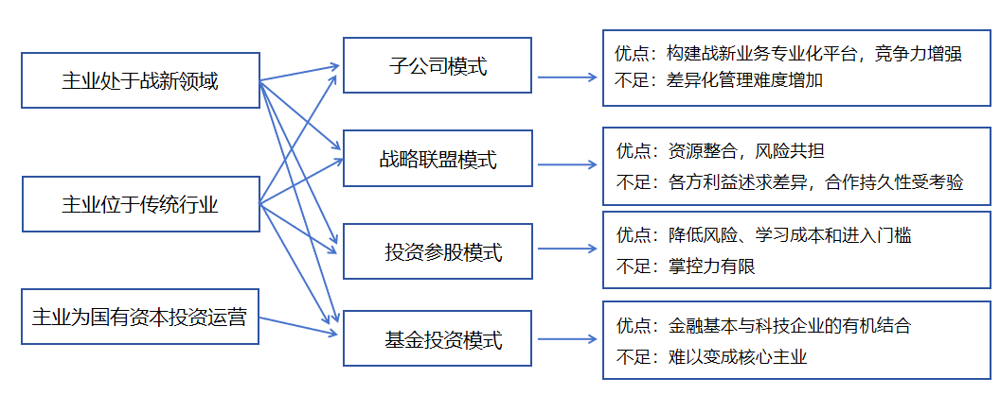 主业处于战新领域
主业位于传统行业
主业为国有资本投资运营
子公司模式
战略联盟模式
投资参股模式
基金投资模式
优点：构建战新业务专业化平台，竞争力增强
不足：差异化管理难度增加
优点：资源整合，风险共担
不足：各方利益述求差异，合作持久性受考验
优点：降低风险、学习成本和进入门槛
不足：掌控力有限
优点：金融基本与科技企业的有机结合
不足：难以变成核心主业